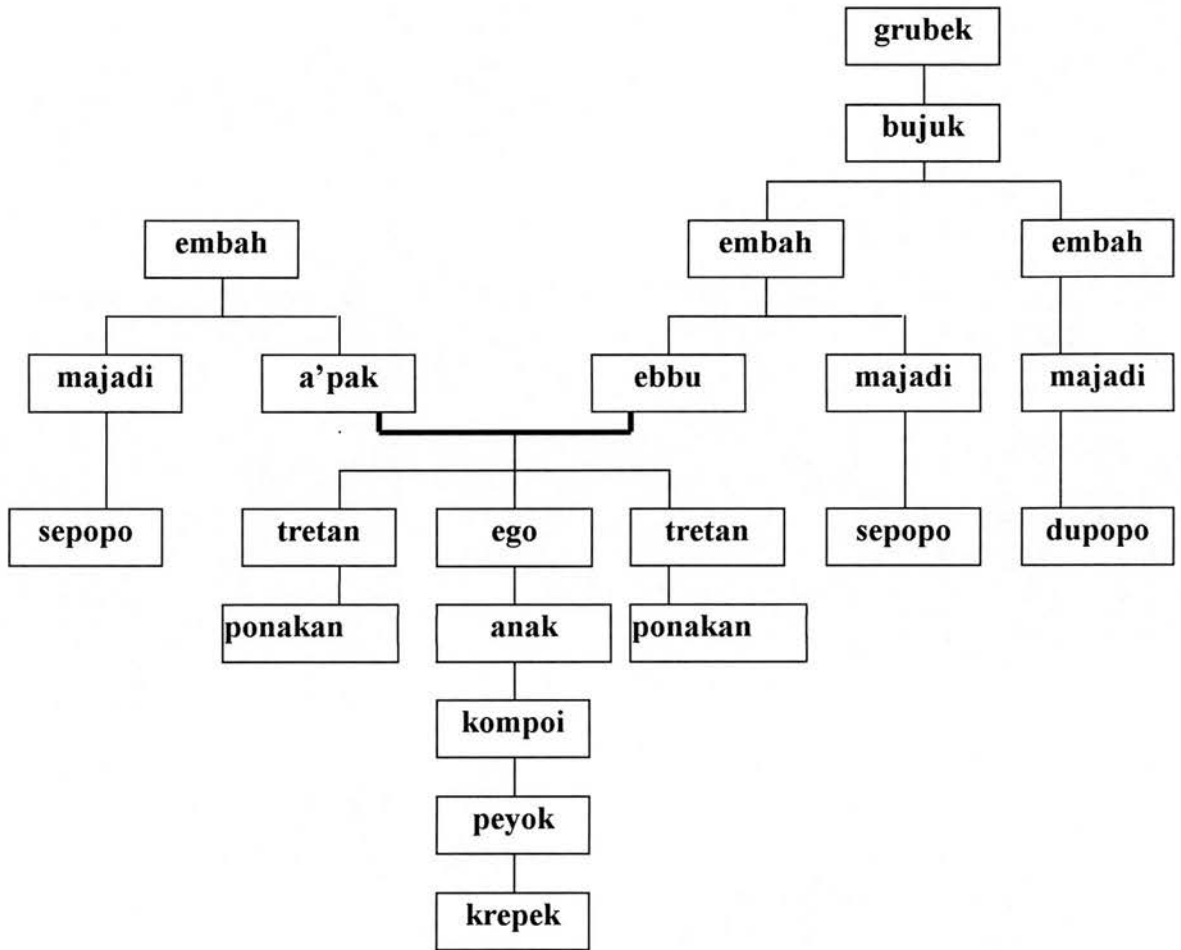 grubek
bujuk
embah
embah
embah
majadi
a'pak
ebbu
majadi
majadi
sepopo
tretan
ego
tretan
sepopo
dupopo
ponakan
anak
ponakan
kompoi
peyok
krepek